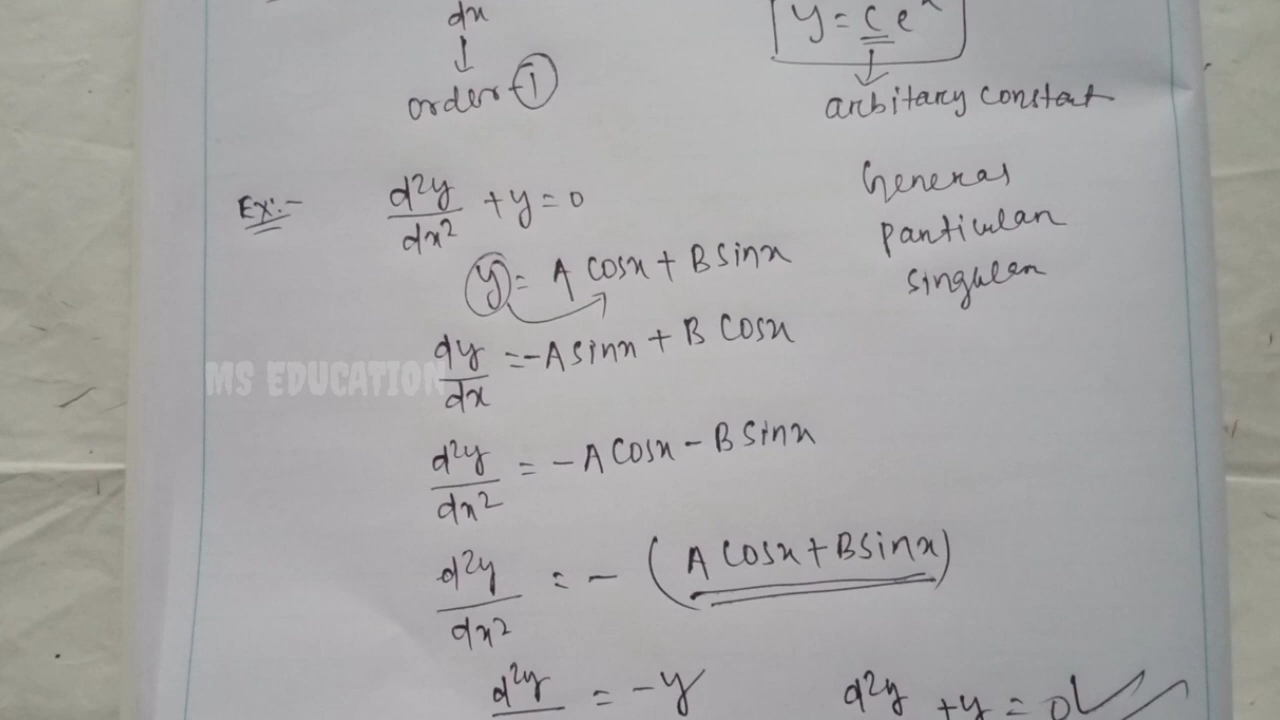 dx
↓
order-①
y = c e^x
↓
arbitary constat
General
particular
singular
Ex:- d²y/dx² + y = 0
y = A cosx + B sinx
dy/dx = -A sinx + B cosx
d²y/dx² = -A cosx - B sinx
d²y/dx² = - (A cosx + B sinx)
d²y = -y
d²y + y = 0
MS EDUCATION